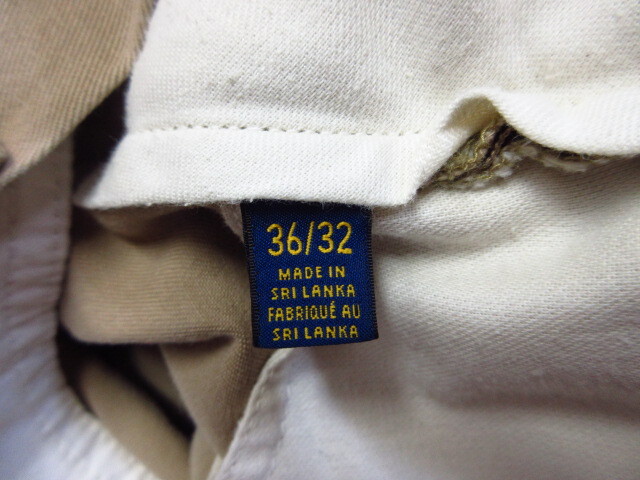 36/32
MADE IN
SRI LANKA
FABRIQUÉ AU
SRI LANKA